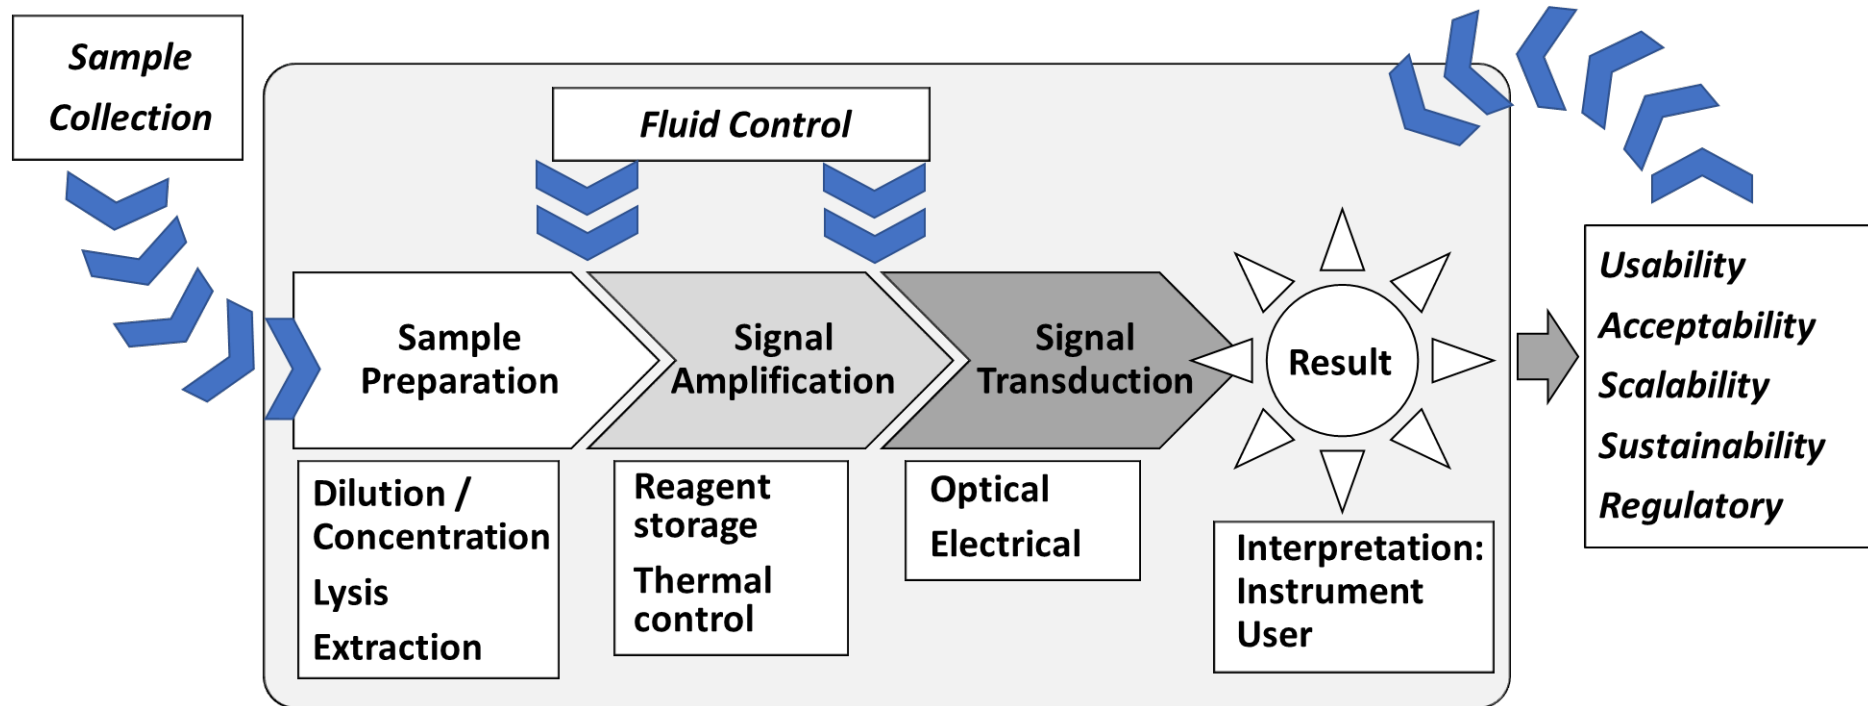 Sample
Collection
Fluid Control
Sample
Preparation
Signal
Amplification
Signal
Transduction
Result
Dilution /
Concentration
Lysis
Extraction
Reagent
storage
Thermal
control
Optical
Electrical
Interpretation:
Instrument
User
Usability
Acceptability
Scalability
Sustainability
Regulatory